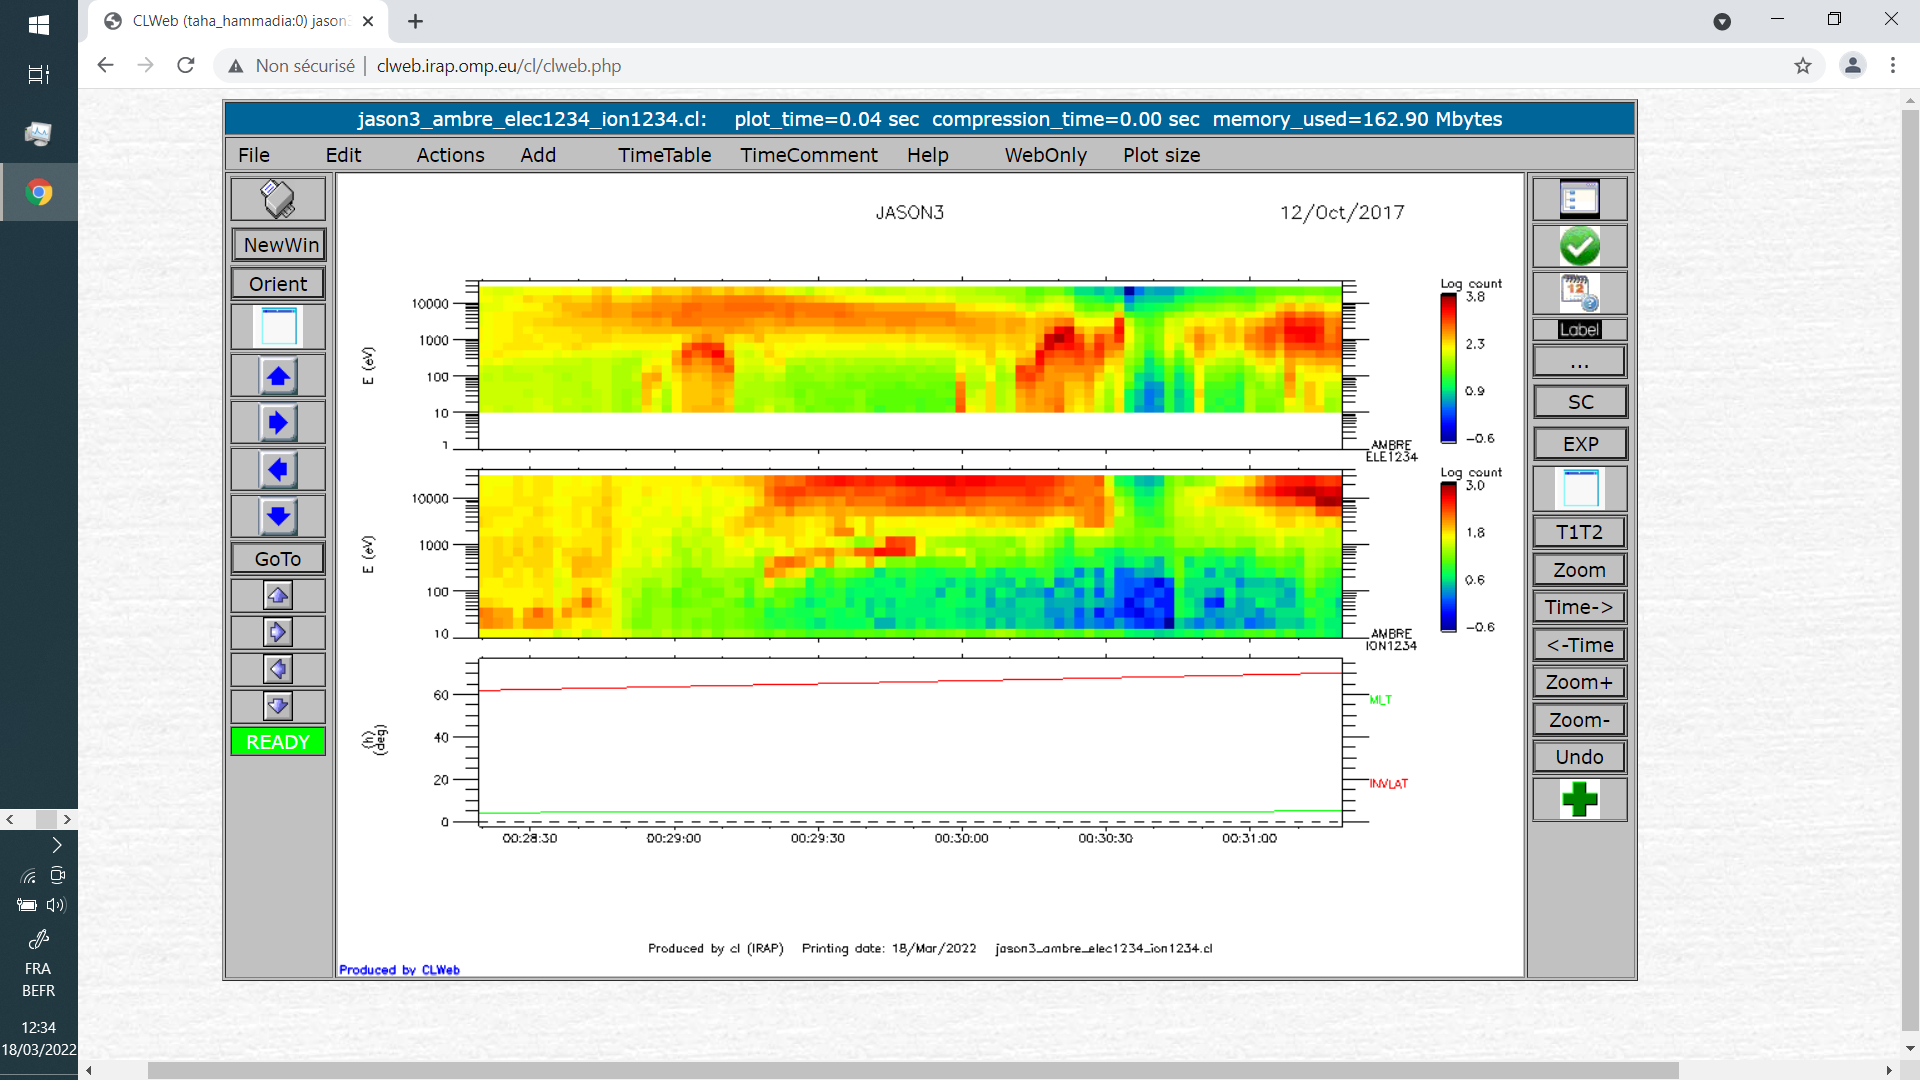 CLWeb (taha_hammadia:0) jason3
Non sécurisé | clweb.irap.omp.eu/cl/clweb.php
jason3_ambre_elec1234_ion1234.cl: plot_time=0.04 sec compression_time=0.00 sec memory_used=162.90 Mbytes
File Edit Actions Add TimeTable TimeComment Help WebOnly Plot size
NewWin
Orient
GoTo
READY
JASON3 12/Oct/2017
Log count
3.8
2.3
0.9
-0.6
10000
1000
100
10
1
E (eV)
AMBRE
ELE1234
Log count
3.0
1.8
0.6
-0.6
10000
1000
100
10
E (eV)
AMBRE
ION1234
60
40
20
0
(h)
(deg)
MLT
INVLAT
00:28:30 00:29:00 00:29:30 00:30:00 00:30:30 00:31:00
Produced by cl (IRAP) Printing date: 18/Mar/2022 jason3_ambre_elec1234_ion1234.cl
Produced by CLWeb
12
Label
...
SC
EXP
T1T2
Zoom
Time->
<-Time
Zoom+
Zoom-
Undo
FRA
BEFR
12:34
18/03/2022